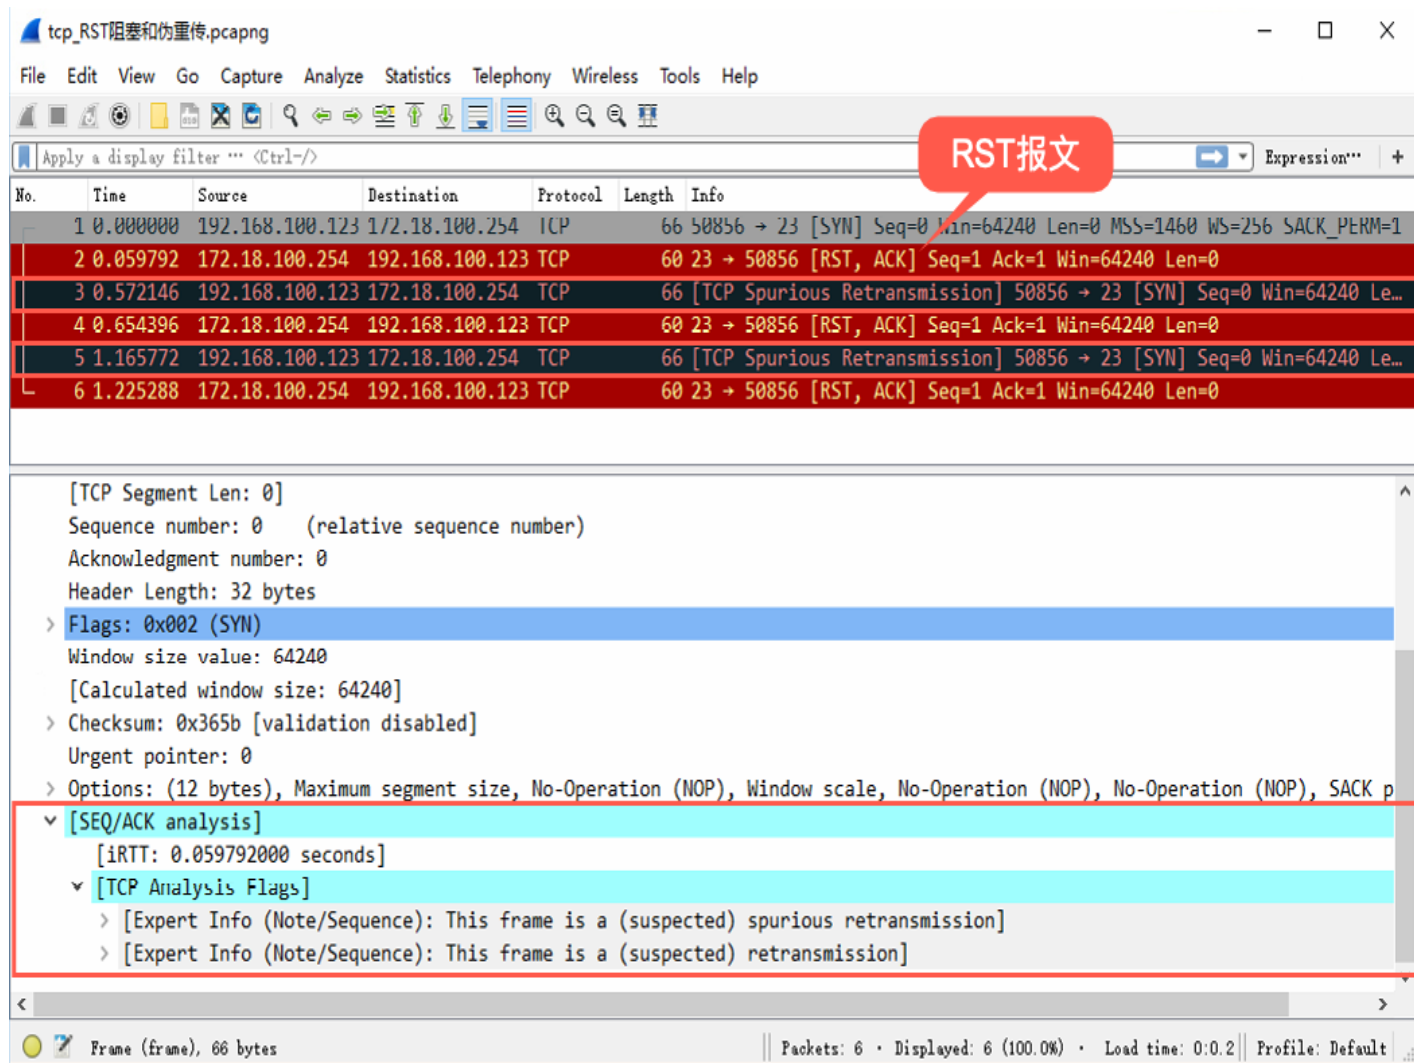 tcp_RST阻塞和伪重传.pcapng
File Edit View Go Capture Analyze Statistics Telephony Wireless Tools Help
Apply a display filter … <Ctrl-/>
Expression…
+
RST报文
No. Time Source Destination Protocol Length Info
1 0.000000 192.168.100.123 172.18.100.254 TCP 66 50856 → 23 [SYN] Seq=0 Win=64240 Len=0 MSS=1460 WS=256 SACK_PERM=1
2 0.059792 172.18.100.254 192.168.100.123 TCP 60 23 → 50856 [RST, ACK] Seq=1 Ack=1 Win=64240 Len=0
3 0.572146 192.168.100.123 172.18.100.254 TCP 66 [TCP Spurious Retransmission] 50856 → 23 [SYN] Seq=0 Win=64240 Le…
4 0.654396 172.18.100.254 192.168.100.123 TCP 60 23 → 50856 [RST, ACK] Seq=1 Ack=1 Win=64240 Len=0
5 1.165772 192.168.100.123 172.18.100.254 TCP 66 [TCP Spurious Retransmission] 50856 → 23 [SYN] Seq=0 Win=64240 Le…
6 1.225288 172.18.100.254 192.168.100.123 TCP 60 23 → 50856 [RST, ACK] Seq=1 Ack=1 Win=64240 Len=0
[TCP Segment Len: 0]
Sequence number: 0 (relative sequence number)
Acknowledgment number: 0
Header Length: 32 bytes
Flags: 0x002 (SYN)
Window size value: 64240
[Calculated window size: 64240]
Checksum: 0x365b [validation disabled]
Urgent pointer: 0
Options: (12 bytes), Maximum segment size, No-Operation (NOP), Window scale, No-Operation (NOP), No-Operation (NOP), SACK p
[SEQ/ACK analysis]
[iRTT: 0.059792000 seconds]
[TCP Analysis Flags]
[Expert Info (Note/Sequence): This frame is a (suspected) spurious retransmission]
[Expert Info (Note/Sequence): This frame is a (suspected) retransmission]
Frame (frame), 66 bytes
Packets: 6 · Displayed: 6 (100.0%) · Load time: 0:0.2
Profile: Default